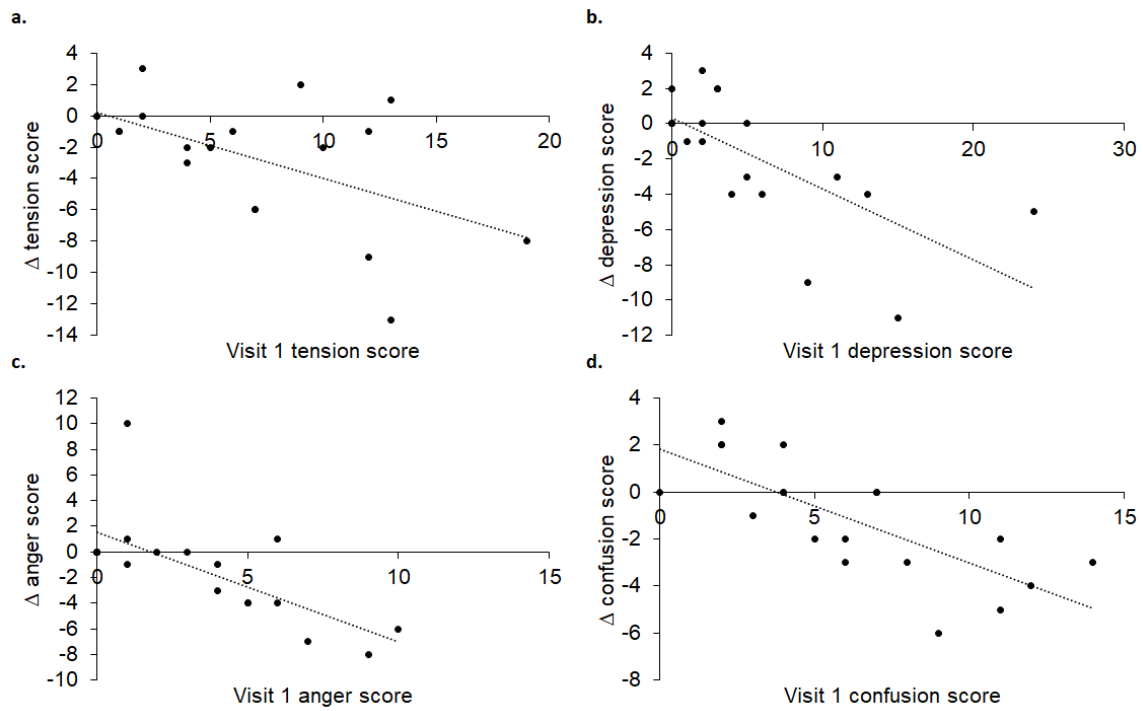 a.
4
2
0
-2
-4
-6
-8
-10
-12
-14
0 5 10 15 20
Δ tension score
Visit 1 tension score
b.
4
2
0
-2
-4
-6
-8
-10
-12
0 10 20 30
Δ depression score
Visit 1 depression score
c.
12
10
8
6
4
2
0
-2
-4
-6
-8
-10
0 5 10 15
Δ anger score
Visit 1 anger score
d.
4
2
0
-2
-4
-6
-8
0 5 10 15
Δ confusion score
Visit 1 confusion score